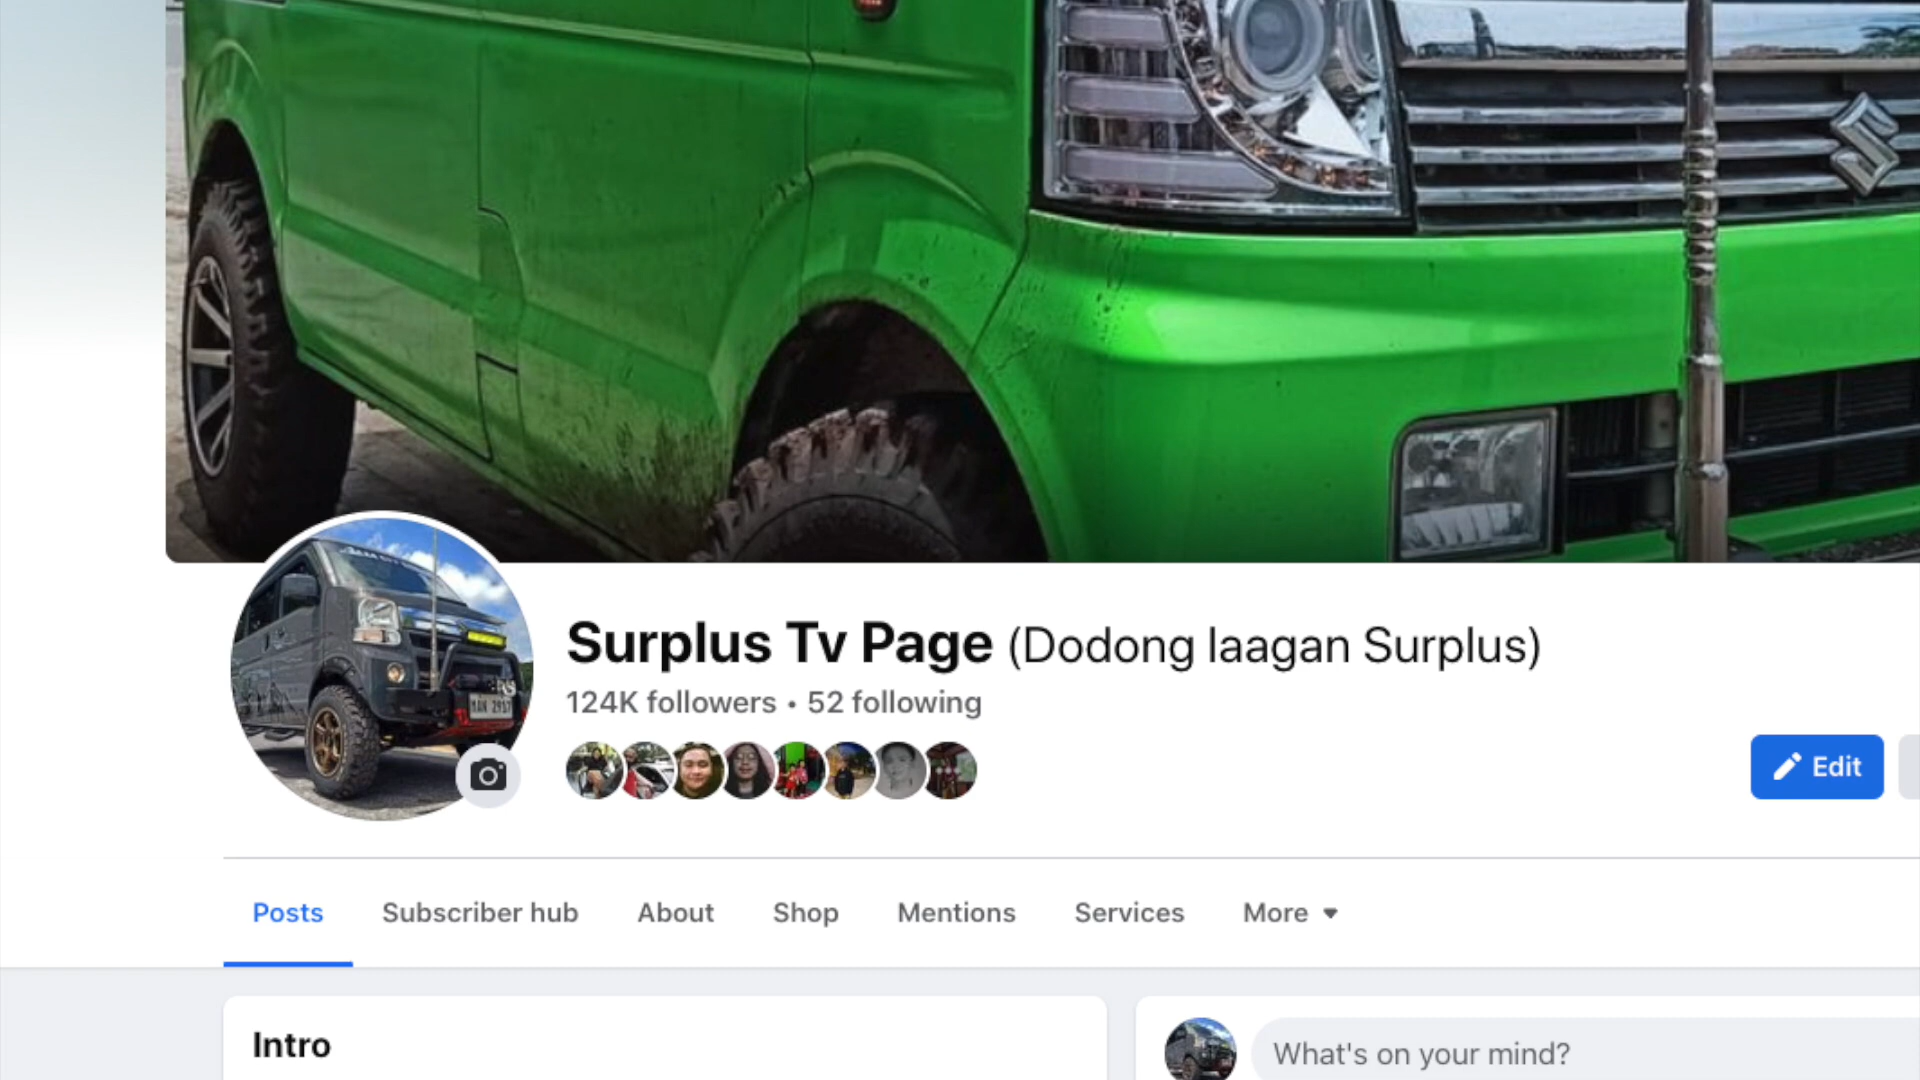 Surplus Tv Page (Dodong laagan Surplus)
124K followers • 52 following
Edit
Posts Subscriber hub About Shop Mentions Services More
Intro
What's on your mind?